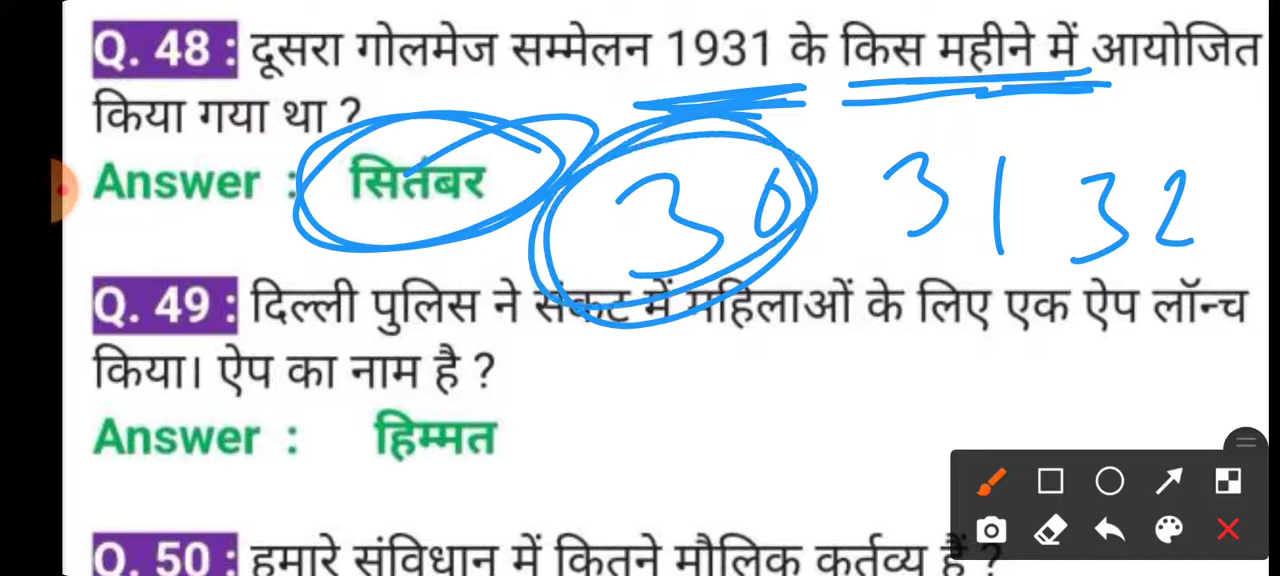 Q. 48 : दूसरा गोलमेज सम्मेलन 1931 के किस महीने में आयोजित
किया गया था ?
Answer : सितंबर
30 31 32
Q. 49 : दिल्ली पुलिस ने संकट में महिलाओं के लिए एक ऐप लॉन्च
किया। ऐप का नाम है ?
Answer : हिम्मत
Q. 50 : हमारे संविधान में कितने मौलिक कर्तव्य हैं ?